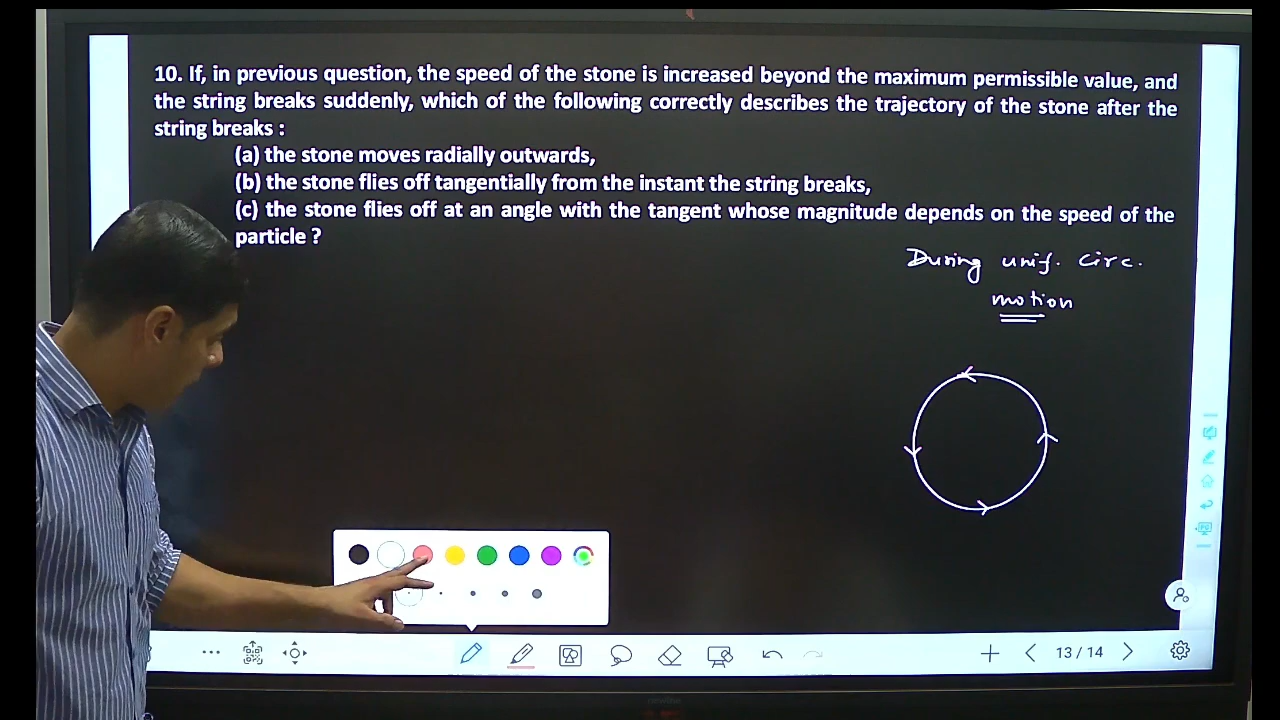 10. If, in previous question, the speed of the stone is increased beyond the maximum permissible value, and
the string breaks suddenly, which of the following correctly describes the trajectory of the stone after the
string breaks :
(a) the stone moves radially outwards,
(b) the stone flies off tangentially from the instant the string breaks,
(c) the stone flies off at an angle with the tangent whose magnitude depends on the speed of the
particle ?
During unif. circ.
motion
13 / 14
newline